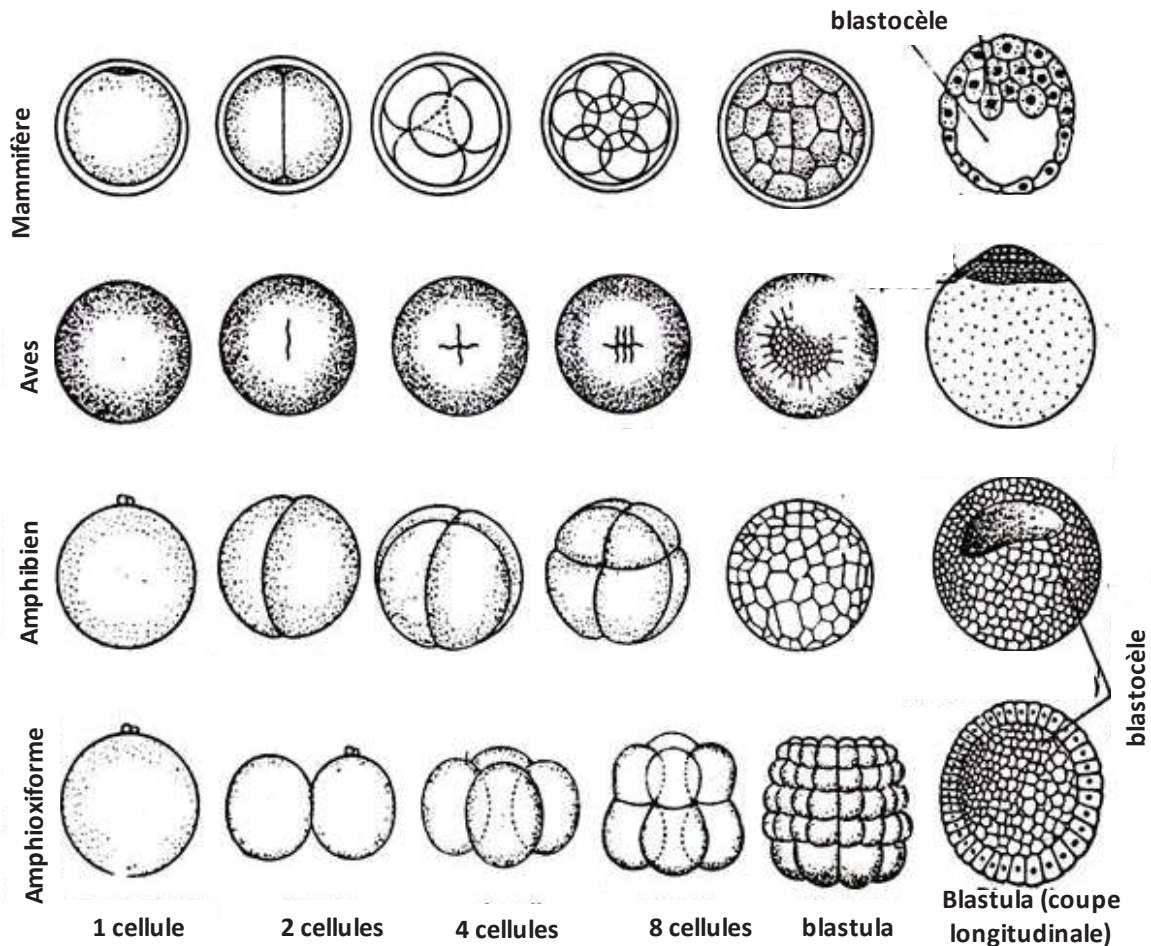 blastocèle
Mammifère
Aves
Amphibien
blastocèle
Amphioxiforme
1 cellule
2 cellules
4 cellules
8 cellules
blastula
Blastula (coupe
longitudinale)